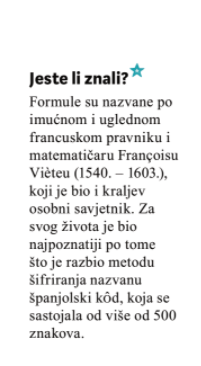 Jeste li znali?
Formule su nazvane po
imućnom i uglednom
francuskom pravniku i
matematičaru Françoisu
Vièteu (1540. – 1603.),
koji je bio i kraljev
osobni savjetnik. Za
svog života je bio
najpoznatiji po tome
što je razbio metodu
šifriranja nazvanu
španjolski kôd, koja se
sastojala od više od 500
znakova.